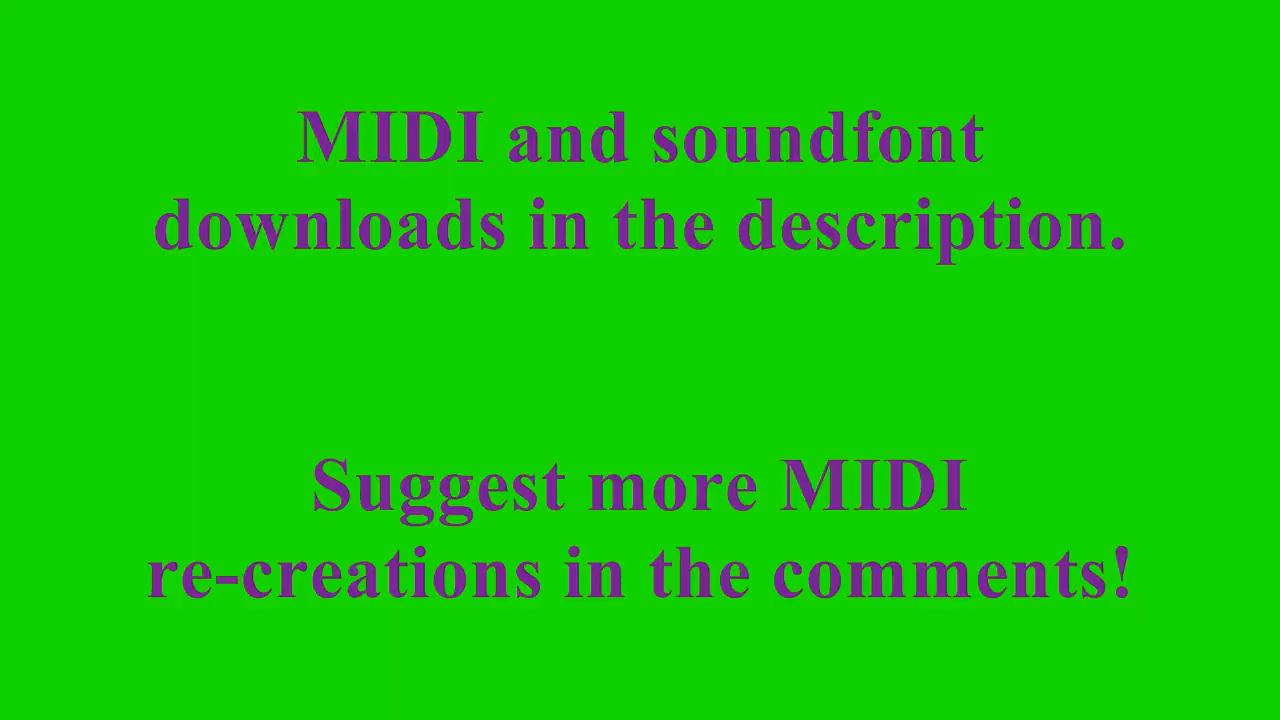 MIDI and soundfont
downloads in the description.
Suggest more MIDI
re-creations in the comments!